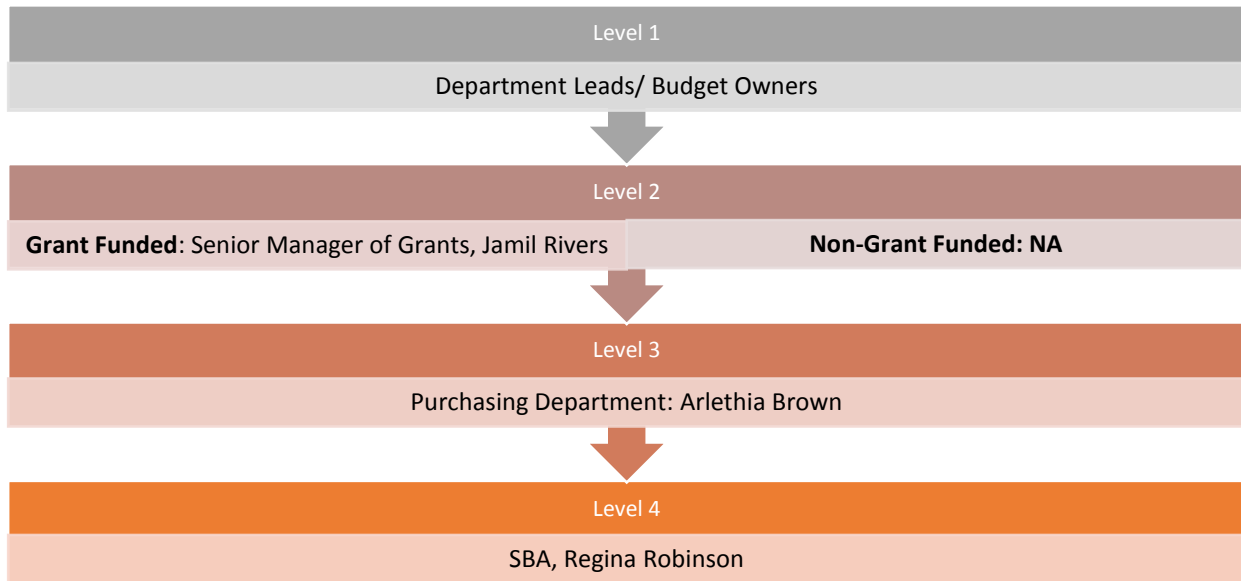 Level 1
Department Leads/ Budget Owners
Level 2
Grant Funded: Senior Manager of Grants, Jamil Rivers
Non-Grant Funded: NA
Level 3
Purchasing Department: Arlethia Brown
Level 4
SBA, Regina Robinson